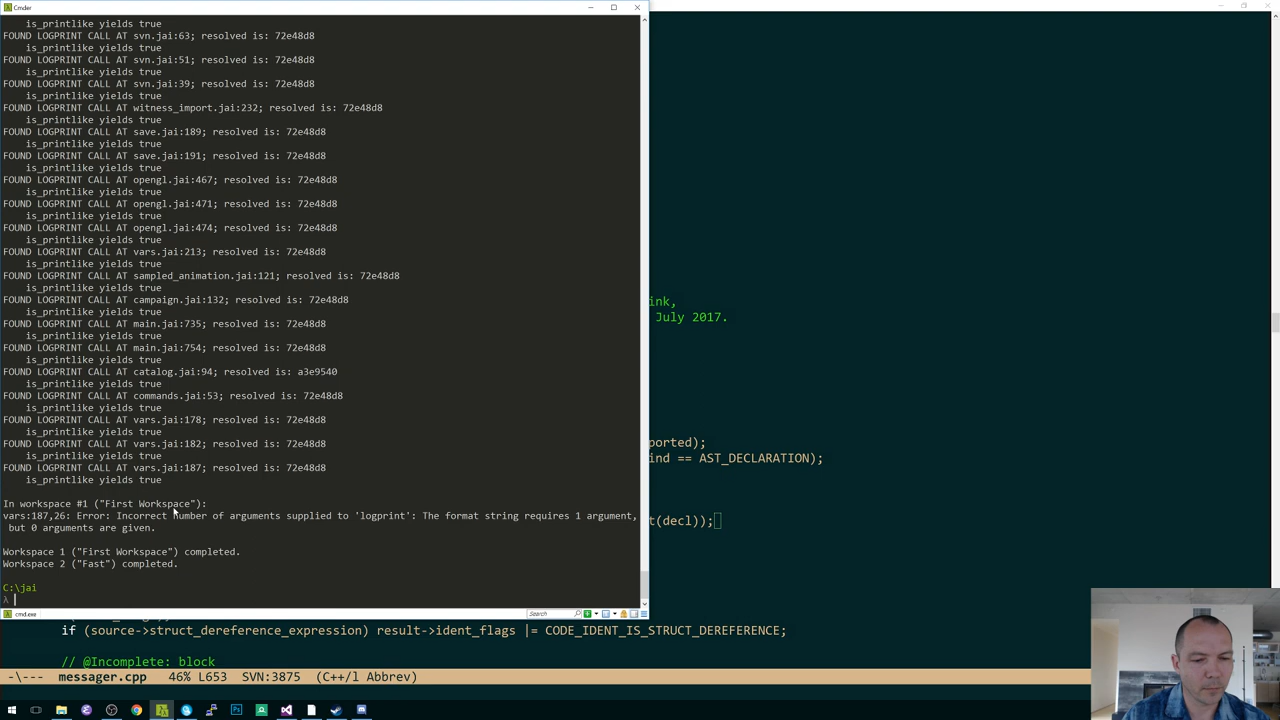 Cmder
is_printlike yields true
FOUND LOGPRINT CALL AT svn.jai:63; resolved is: 72e48d8
is_printlike yields true
FOUND LOGPRINT CALL AT svn.jai:51; resolved is: 72e48d8
is_printlike yields true
FOUND LOGPRINT CALL AT svn.jai:39; resolved is: 72e48d8
is_printlike yields true
FOUND LOGPRINT CALL AT witness_import.jai:232; resolved is: 72e48d8
is_printlike yields true
FOUND LOGPRINT CALL AT save.jai:189; resolved is: 72e48d8
is_printlike yields true
FOUND LOGPRINT CALL AT save.jai:191; resolved is: 72e48d8
is_printlike yields true
FOUND LOGPRINT CALL AT opengl.jai:467; resolved is: 72e48d8
is_printlike yields true
FOUND LOGPRINT CALL AT opengl.jai:471; resolved is: 72e48d8
is_printlike yields true
FOUND LOGPRINT CALL AT opengl.jai:474; resolved is: 72e48d8
is_printlike yields true
FOUND LOGPRINT CALL AT vars.jai:213; resolved is: 72e48d8
is_printlike yields true
FOUND LOGPRINT CALL AT sampled_animation.jai:121; resolved is: 72e48d8
is_printlike yields true
FOUND LOGPRINT CALL AT campaign.jai:132; resolved is: 72e48d8
is_printlike yields true
FOUND LOGPRINT CALL AT main.jai:735; resolved is: 72e48d8
is_printlike yields true
FOUND LOGPRINT CALL AT main.jai:754; resolved is: 72e48d8
is_printlike yields true
FOUND LOGPRINT CALL AT catalog.jai:94; resolved is: a3e9540
is_printlike yields true
FOUND LOGPRINT CALL AT commands.jai:53; resolved is: 72e48d8
is_printlike yields true
FOUND LOGPRINT CALL AT vars.jai:178; resolved is: 72e48d8
is_printlike yields true
FOUND LOGPRINT CALL AT vars.jai:182; resolved is: 72e48d8
is_printlike yields true
FOUND LOGPRINT CALL AT vars.jai:187; resolved is: 72e48d8
is_printlike yields true
In workspace #1 ("First Workspace"):
vars:187,26: Error: Incorrect number of arguments supplied to 'logprint': The format string requires 1 argument,
but 0 arguments are given.
Workspace 1 ("First Workspace") completed.
Workspace 2 ("Fast") completed.
C:\jai
λ
cmd.exe
Search
ink,
July 2017.
ported);
ind == AST_DECLARATION);
t(decl));
if (source->struct_dereference_expression) result->ident_flags |= CODE_IDENT_IS_STRUCT_DEREFERENCE;
// @Incomplete: block
-\--- messager.cpp 46% L653 SVN:3875 (C++/l Abbrev)